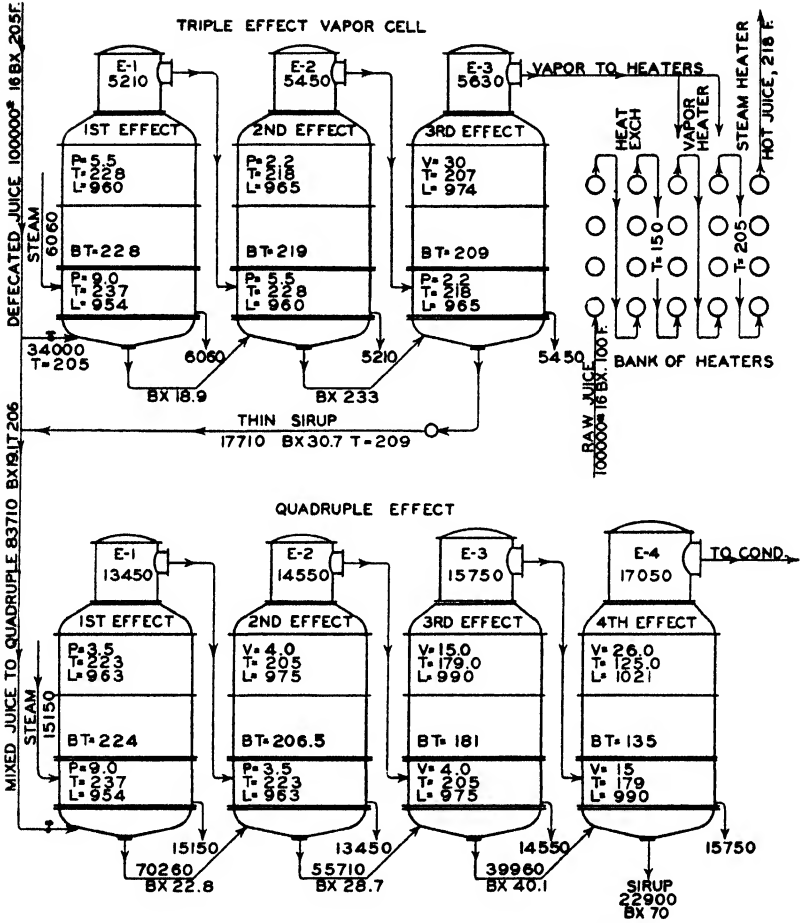 TRIPLE EFFECT VAPOR CELL
DEFECATED JUICE 100000# 16 BX, 205F.
E-1
5210
E-2
5450
E-3
5630
VAPOR TO HEATERS
1ST EFFECT
2ND EFFECT
3RD EFFECT
P=5.5
T=228
L=960
P=2.2
T=218
L=965
V=30
T=207
L=974
STEAM
6060
BT=228
BT=219
BT=209
P=9.0
T=237
L=954
P=5.5
T=228
L=960
P=2.2
T=218
L=965
34000
T=205
6060
5210
5450
BX 18.9
BX 233
HEAT
EXCH
VAPOR
HEATER
STEAM HEATER
HOT JUICE, 218 F.
T=150
T=205
BANK OF HEATERS
RAW JUICE
100000# 16 BX. 100 F.
THIN SIRUP
17710 BX 30.7 T=209
MIXED JUICE TO QUADRUPLE 83710 BX19.1 T 206
QUADRUPLE EFFECT
E-1
13450
E-2
14550
E-3
15750
E-4
17050
TO COND.
1ST EFFECT
2ND EFFECT
3RD EFFECT
4TH EFFECT
P=3.5
T=223
L=963
V=4.0
T=205
L=975
V=15.0
T=179.0
L=990
V=26.0
T=125.0
L=1021
STEAM
15150
BT=224
BT=206.5
BT=181
BT=135
P=9.0
T=237
L=954
P=3.5
T=223
L=963
V=4.0
T=205
L=975
V=15
T=179
L=990
15150
13450
14550
15750
70260
BX 22.8
55710
BX 28.7
39960
BX 40.1
SIRUP
22900
BX 70